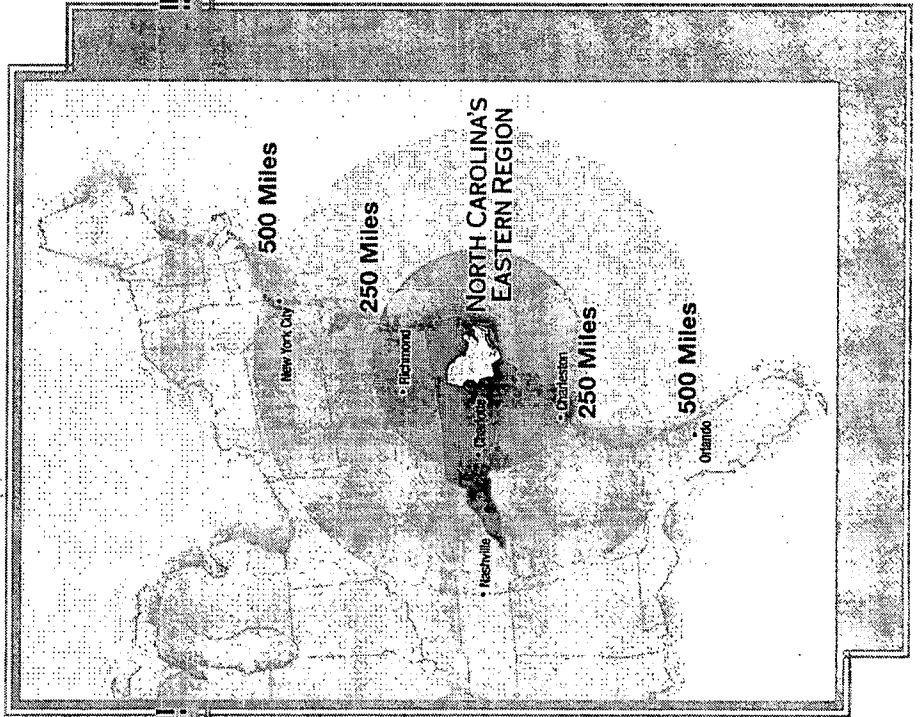 500 Miles
New York City
250 Miles
Richmond
NORTH CAROLINA'S
EASTERN REGION
Charlotte
Nashville
Charleston
250 Miles
500 Miles
Orlando